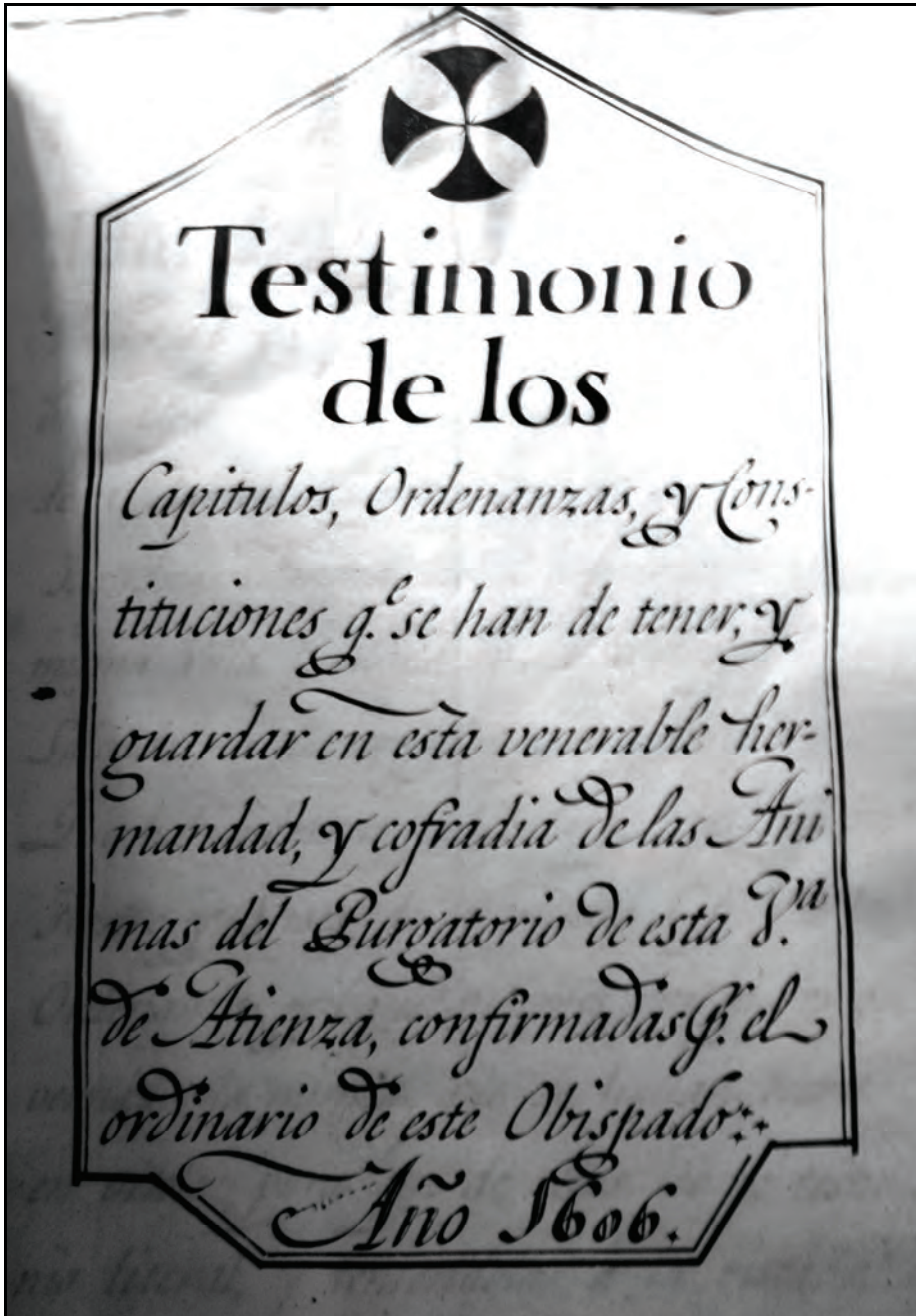 Testimonio
de los
Capitulos, Ordenanzas, y Cons-
tituciones q.e se han de tener, y
guardar en esta venerable her-
mandad, y cofradia de las Ani
mas del Purgatorio de esta V.a
de Atienza, confirmadas P.r el
ordinario de este Obispado
Año 1606.